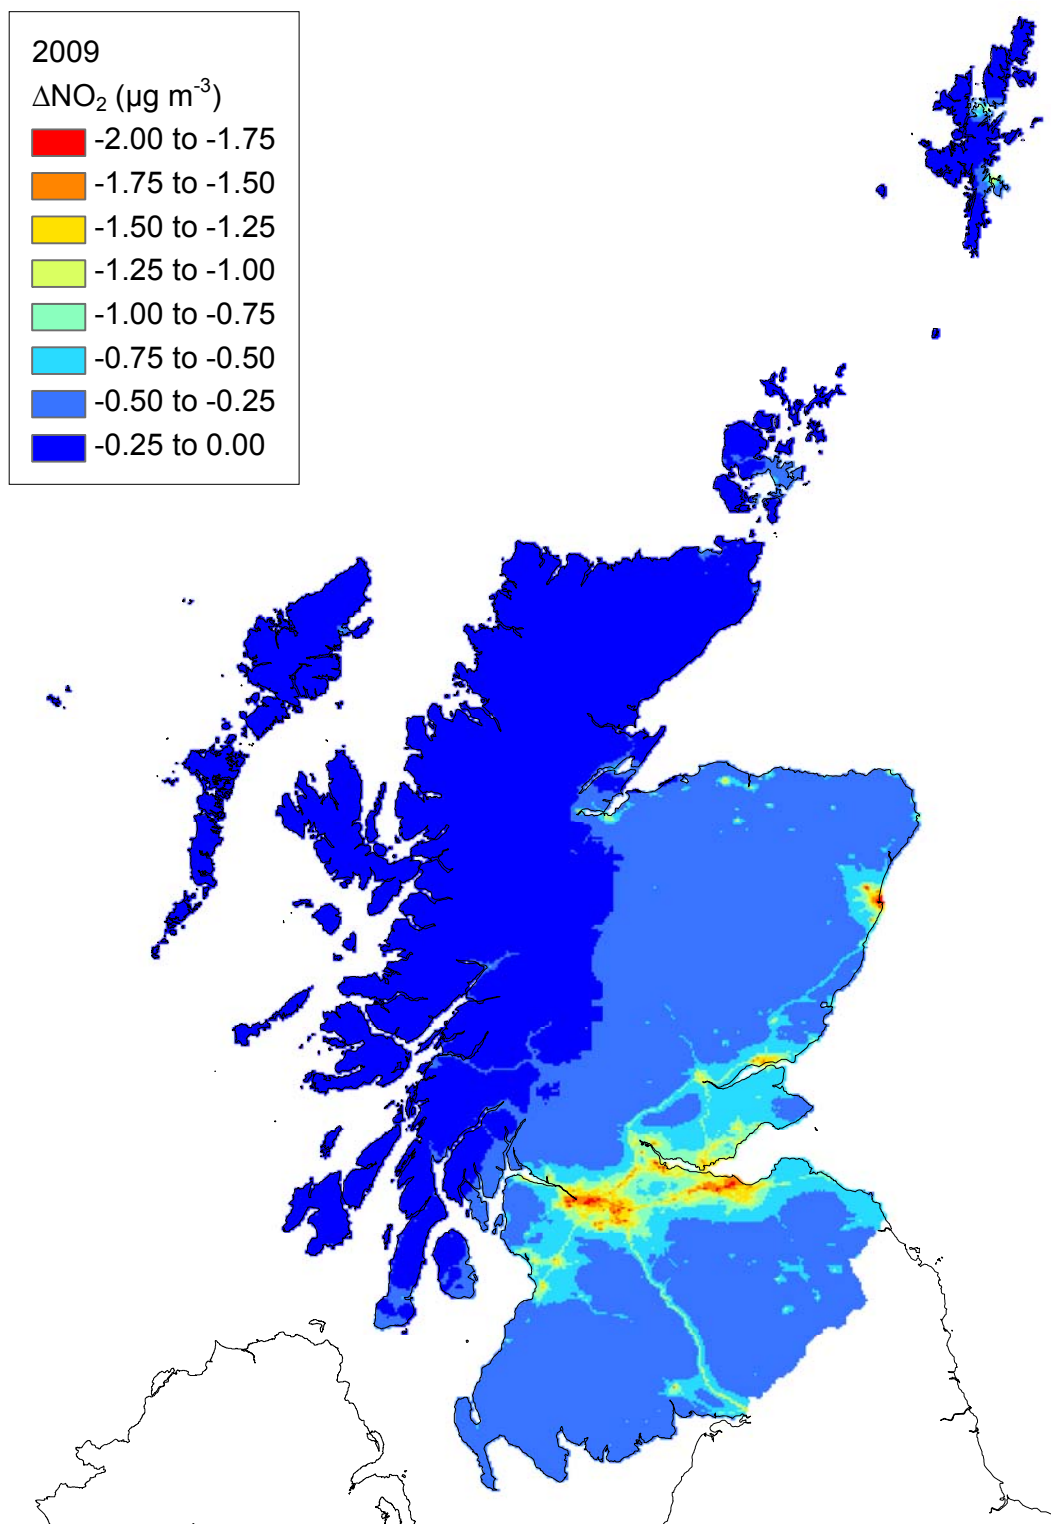 2009
ΔNO₂ (µg m⁻³)
-2.00 to -1.75
-1.75 to -1.50
-1.50 to -1.25
-1.25 to -1.00
-1.00 to -0.75
-0.75 to -0.50
-0.50 to -0.25
-0.25 to 0.00